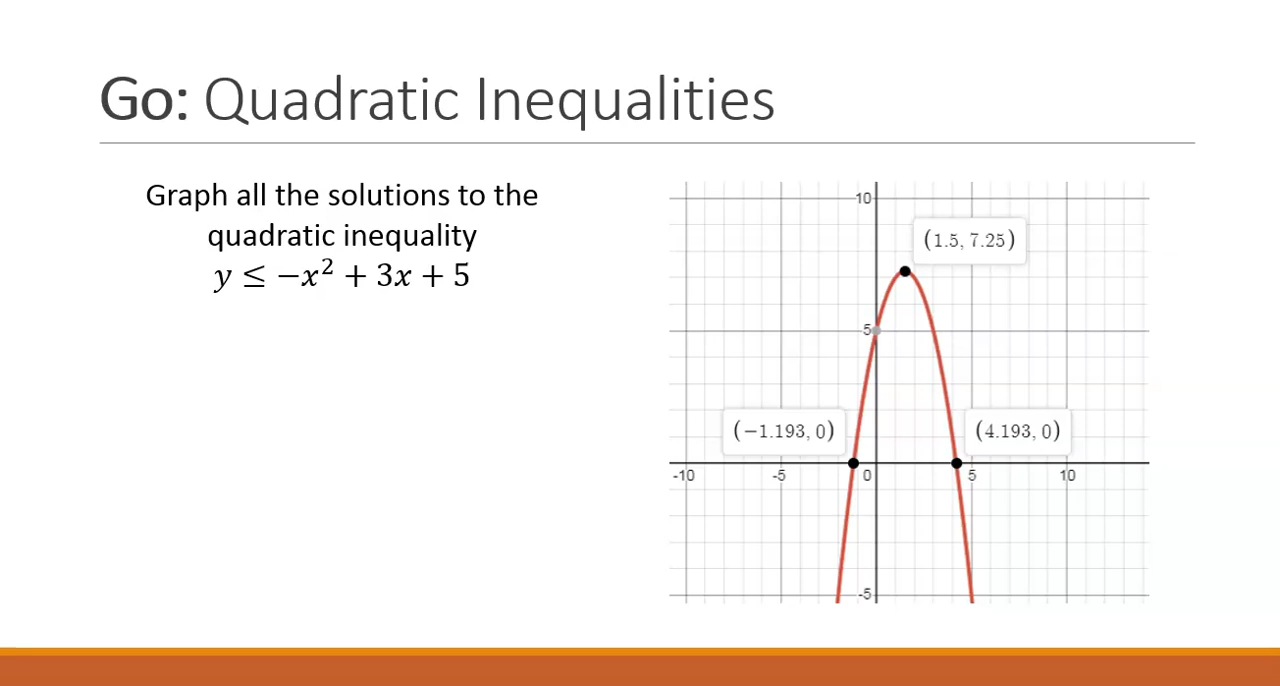 Go: Quadratic Inequalities
Graph all the solutions to the
quadratic inequality
y ≤ −x² + 3x + 5
10
(1.5, 7.25)
5
(−1.193, 0)
(4.193, 0)
-10
-5
0
5
10
-5